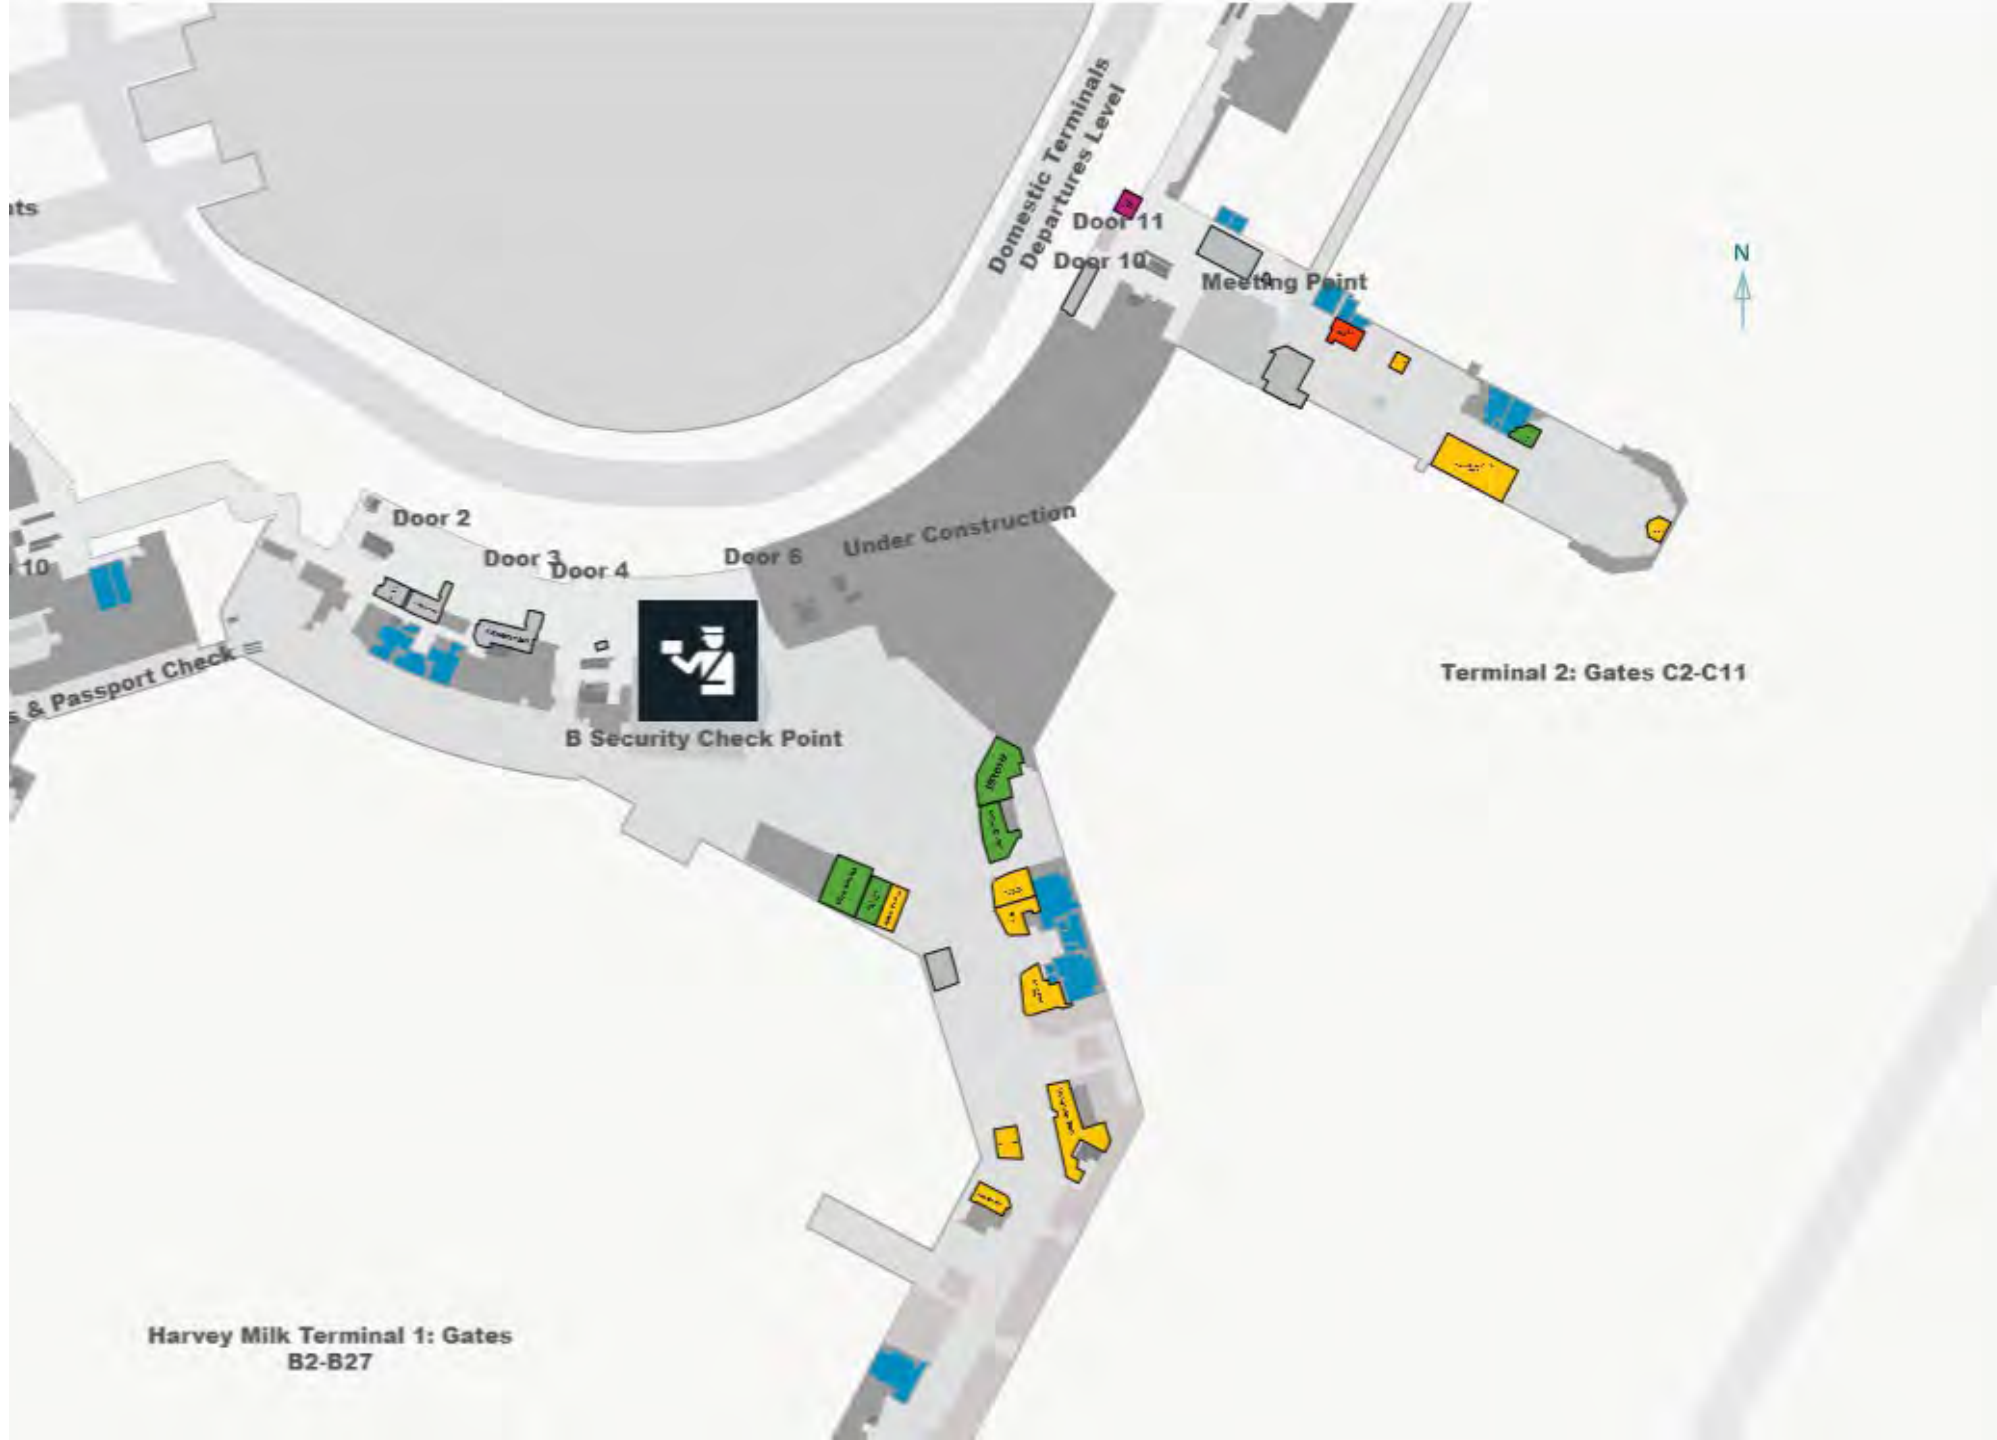 Domestic Terminals
Departures Level
Door 11
Door 10
Meeting Point
N
Door 2
Door 3
Door 4
Door 6
Under Construction
10
& Passport Check
B Security Check Point
Terminal 2: Gates C2-C11
Harvey Milk Terminal 1: Gates
B2-B27